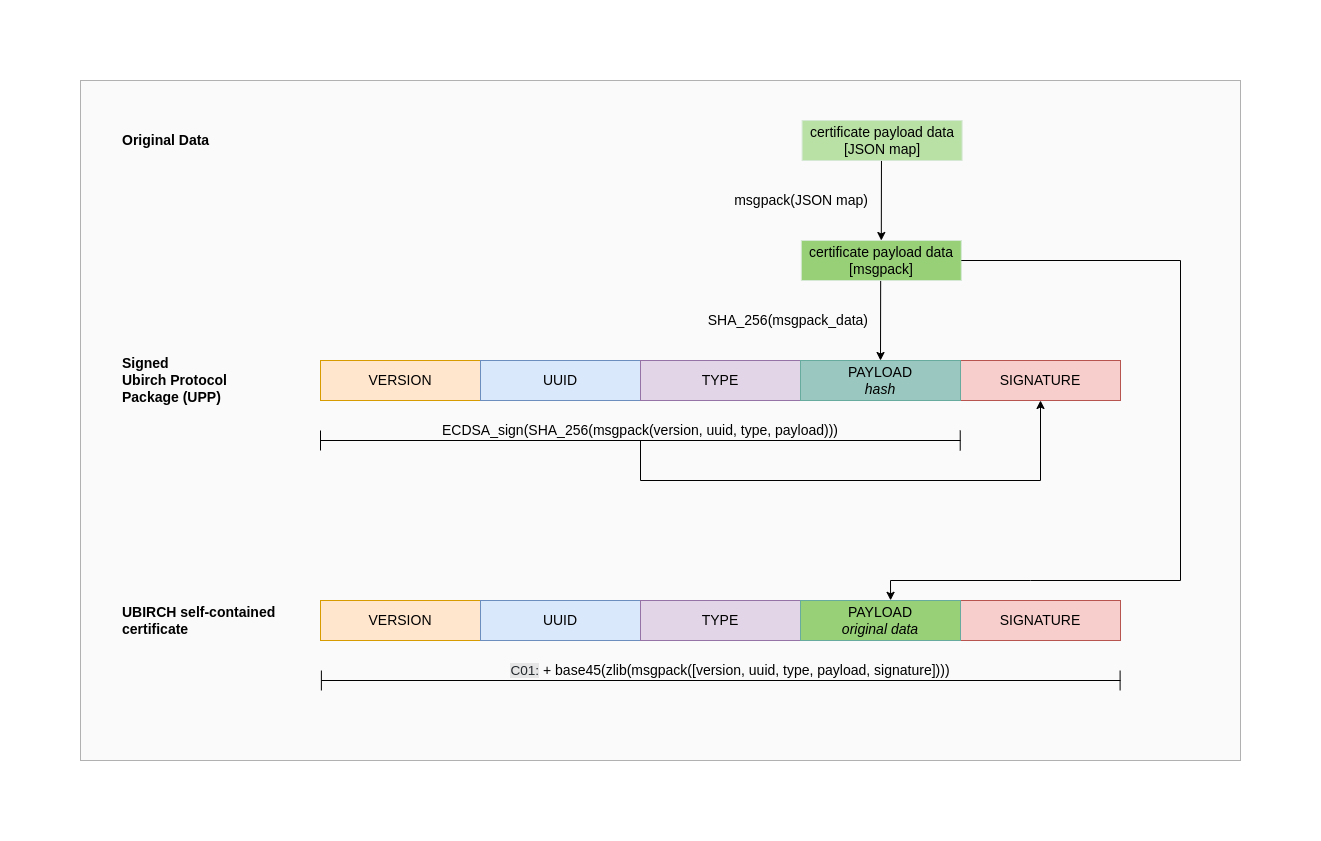 Original Data
certificate payload data
[JSON map]
msgpack(JSON map)
certificate payload data
[msgpack]
SHA_256(msgpack_data)
Signed
Ubirch Protocol
Package (UPP)
VERSION
UUID
TYPE
PAYLOAD
hash
SIGNATURE
ECDSA_sign(SHA_256(msgpack(version, uuid, type, payload)))
UBIRCH self-contained
certificate
VERSION
UUID
TYPE
PAYLOAD
original data
SIGNATURE
C01: + base45(zlib(msgpack([version, uuid, type, payload, signature])))